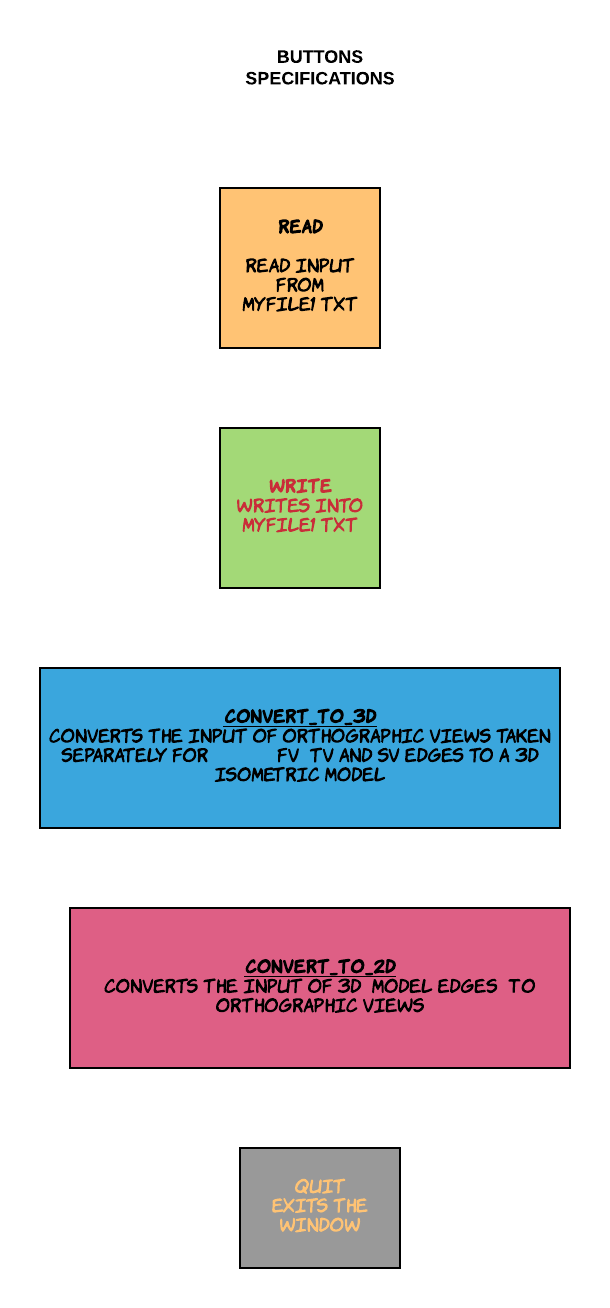 BUTTONS
SPECIFICATIONS
READ
READ INPUT
FROM
MYFILE1 TXT
WRITE
WRITES INTO
MYFILE1 TXT
CONVERT_TO_3D
CONVERTS THE INPUT OF ORTHOGRAPHIC VIEWS TAKEN
SEPARATELY FOR FV TV AND SV EDGES TO A 3D
ISOMETRIC MODEL
CONVERT_TO_2D
CONVERTS THE INPUT OF 3D MODEL EDGES TO
ORTHOGRAPHIC VIEWS
QUIT
EXITS THE
WINDOW